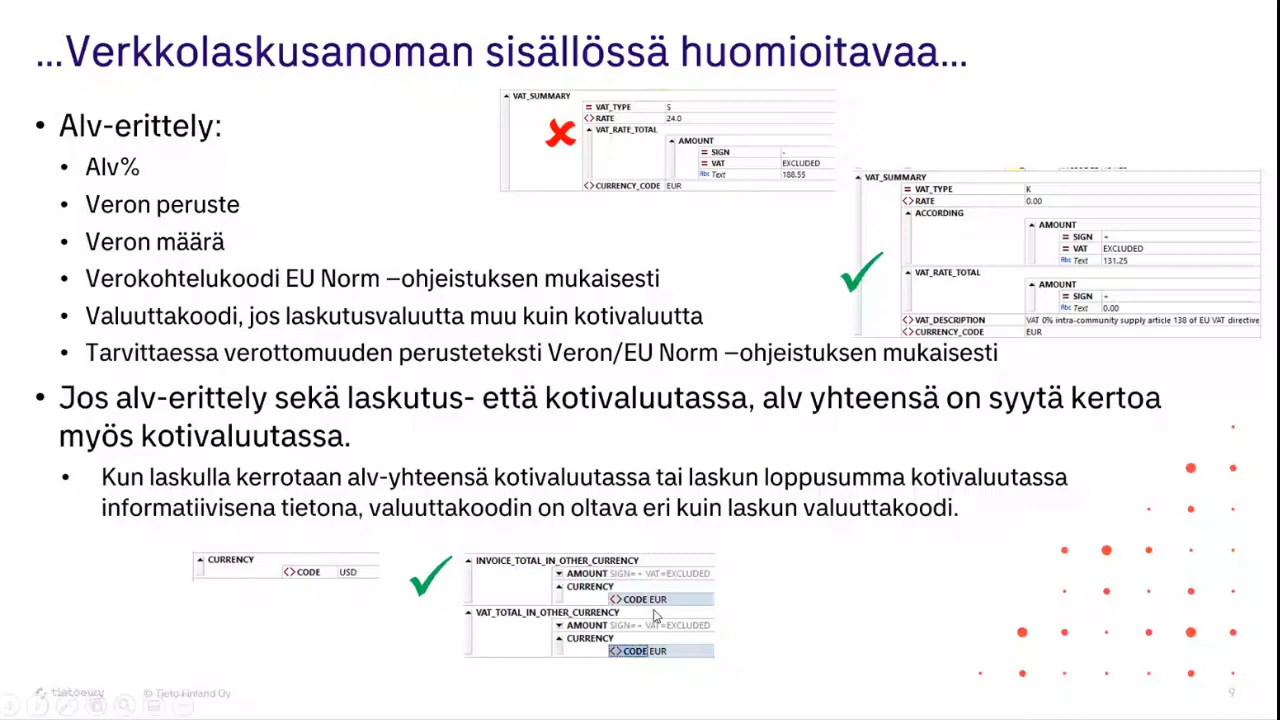 ...Verkkolaskusanoman sisällössä huomioitavaa...
• Alv-erittely:
• Alv%
• Veron peruste
• Veron määrä
• Verokohtelukoodi EU Norm –ohjeistuksen mukaisesti
• Valuuttakoodi, jos laskutusvaluutta muu kuin kotivaluutta
• Tarvittaessa verottomuuden perusteteksti Veron/EU Norm –ohjeistuksen mukaisesti
VAT_SUMMARY
= VAT_TYPE S
<> RATE 24.0
VAT_RATE_TOTAL
AMOUNT
= SIGN -
= VAT EXCLUDED
Abc Text 188.55
<> CURRENCY_CODE EUR
VAT_SUMMARY
= VAT_TYPE K
<> RATE 0.00
ACCORDING
AMOUNT
= SIGN +
= VAT EXCLUDED
Abc Text 131.25
VAT_RATE_TOTAL
AMOUNT
= SIGN +
Abc Text 0.00
<> VAT_DESCRIPTION VAT 0% intra-community supply article 138 of EU VAT directive
<> CURRENCY_CODE EUR
• Jos alv-erittely sekä laskutus- että kotivaluutassa, alv yhteensä on syytä kertoa
myös kotivaluutassa.
• Kun laskulla kerrotaan alv-yhteensä kotivaluutassa tai laskun loppusumma kotivaluutassa
informatiivisena tietona, valuuttakoodin on oltava eri kuin laskun valuuttakoodi.
CURRENCY
<> CODE USD
INVOICE_TOTAL_IN_OTHER_CURRENCY
AMOUNT SIGN=+ VAT=EXCLUDED
CURRENCY
<> CODE EUR
VAT_TOTAL_IN_OTHER_CURRENCY
AMOUNT SIGN=+ VAT=EXCLUDED
CURRENCY
<> CODE EUR
tietoevry © Tieto Finland Oy
9